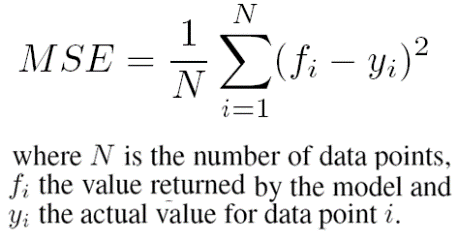 MSE = \frac{1}{N} \sum_{i=1}^{N} (f_i - y_i)^2
where N is the number of data points,
f_i the value returned by the model and
y_i the actual value for data point i.